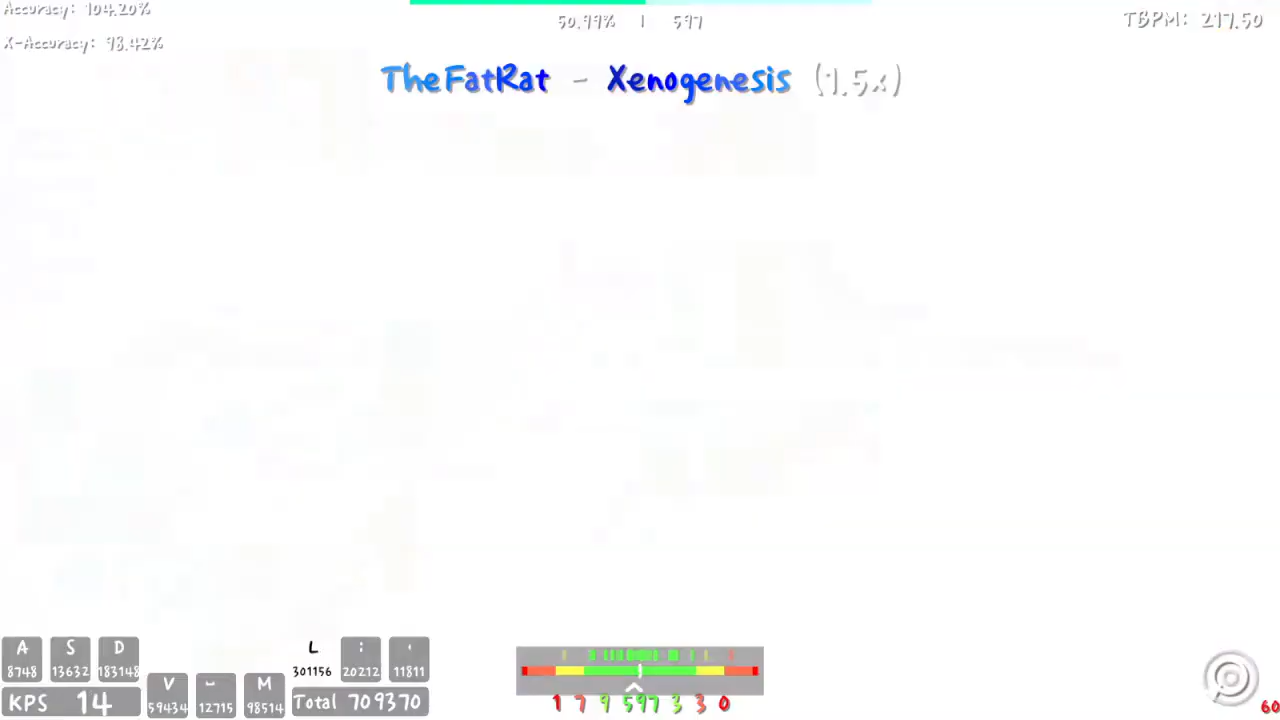 Accuracy: 104.20%
50.99% | 597
TBPM: 217.50
X-Accuracy: 98.42%
TheFatRat - Xenogenesis (1.5x)
A S D L : '
8748 13632 183148 301156 20212 11811
V ⎵ M
59434 12715 98514
KPS 14
Total 709370
1 7 9 597 3 3 0
60